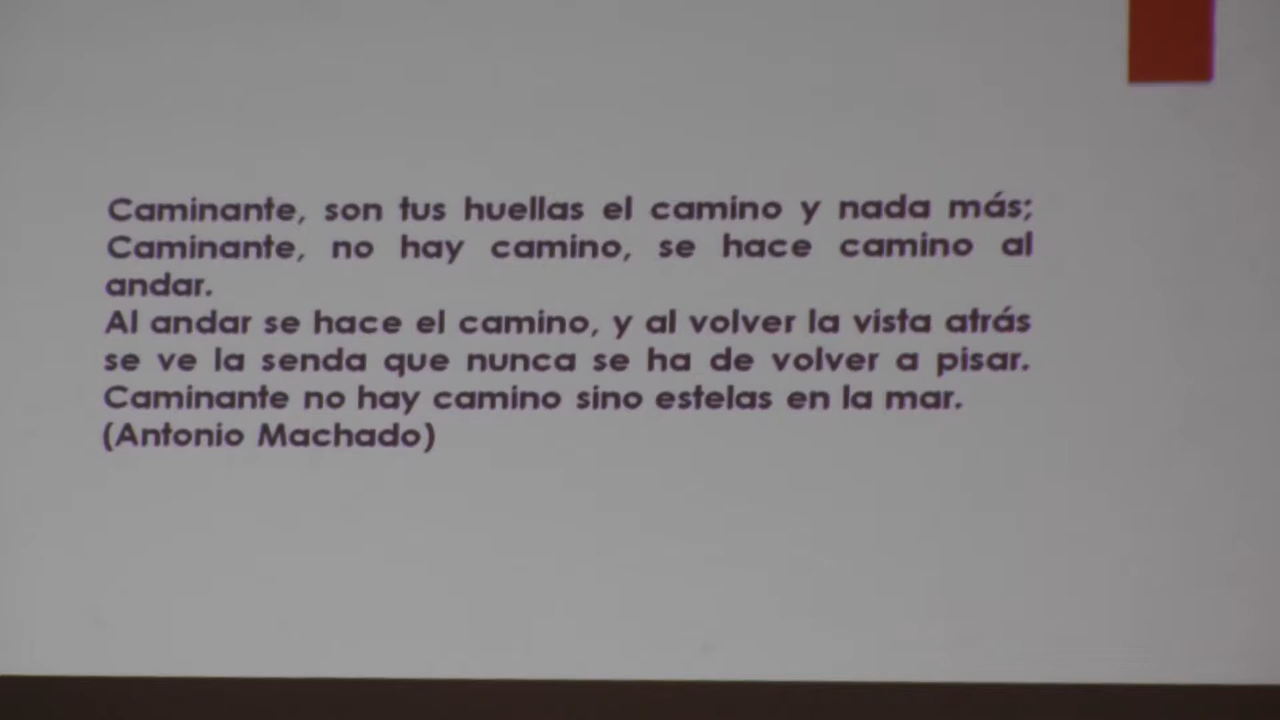 Caminante, son tus huellas el camino y nada más;
Caminante, no hay camino, se hace camino al
andar.
Al andar se hace el camino, y al volver la vista atrás
se ve la senda que nunca se ha de volver a pisar.
Caminante no hay camino sino estelas en la mar.
(Antonio Machado)